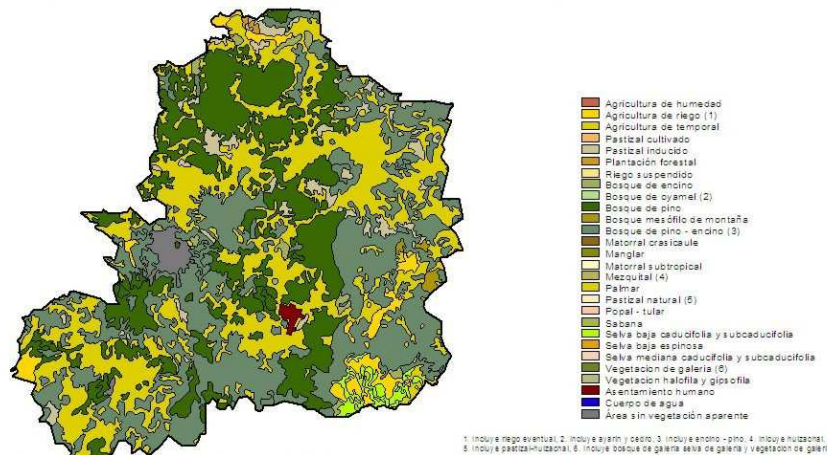 Agricultura de humedad
Agricultura de riego (1)
Agricultura de temporal
Pastizal cultivado
Pastizal inducido
Plantación forestal
Riego suspendido
Bosque de encino
Bosque de oyamel (2)
Bosque de pino
Bosque mesófilo de montaña
Bosque de pino - encino (3)
Matorral crasicaule
Manglar
Matorral subtropical
Mezquital (4)
Palmar
Pastizal natural (5)
Popal - tular
Sabana
Selva baja caducifolia y subcaducifolia
Selva baja espinosa
Selva mediana caducifolia y subcaducifolia
Vegetacion de galeria (6)
Vegetacion halofila y gipsofila
Asentamiento humano
Cuerpo de agua
Área sin vegetación aparente
1. Incluye riego eventual, 2. Incluye ayarín y cedro, 3. Incluye encino - pino, 4. Incluye huizachal,
5. Incluye pastizal-huizachal, 6. Incluye bosque de galeria selva de galeria y vegetacion de galeri